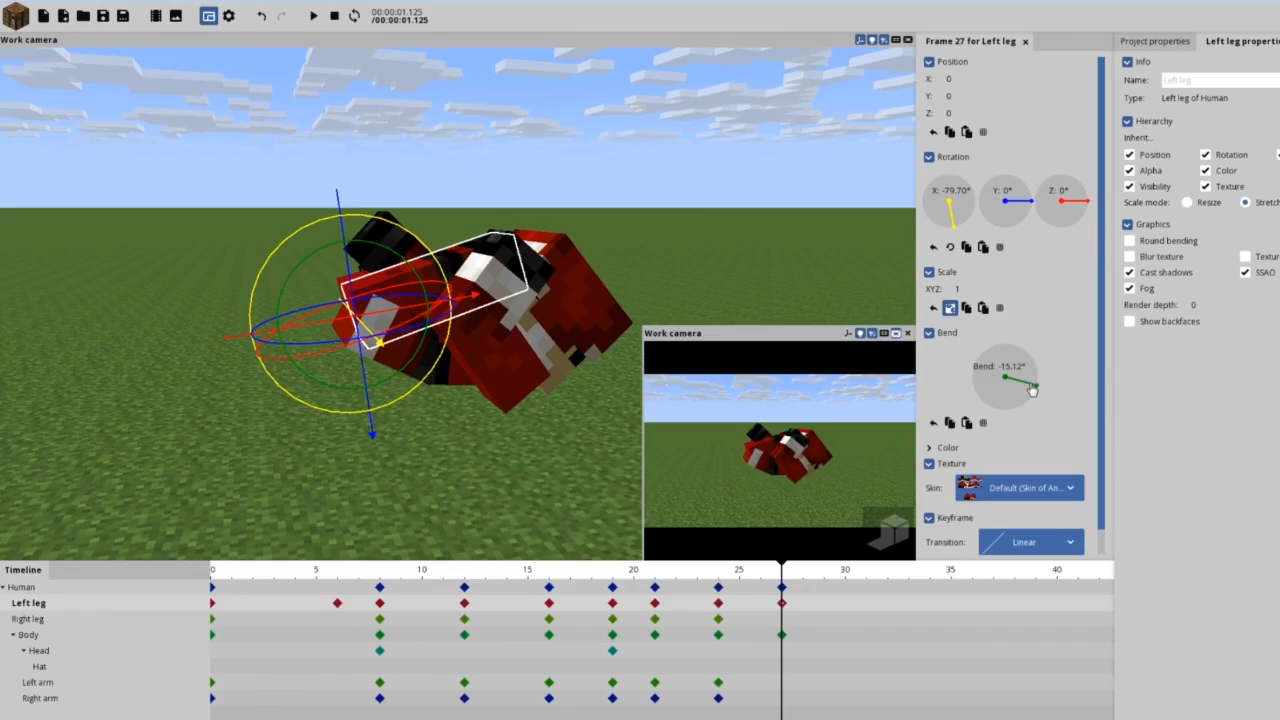 00:00:01.125
/00:00:01.125
Work camera
Frame 27 for Left leg
Position
X: 0
Y: 0
Z: 0
Rotation
X: -79.70° Y: 0° Z: 0°
Scale
XYZ: 1
Bend
Bend: -15.12°
Color
Texture
Skin: Default (Skin of An...
Keyframe
Transition: Linear
Project properties Left leg properti
Info
Name: Left leg
Type: Left leg of Human
Hierarchy
Inherit...
Position Rotation
Alpha Color
Visibility Texture
Scale mode: Resize Stretch
Graphics
Round bending
Blur texture Textur
Cast shadows SSAO
Fog
Render depth: 0
Show backfaces
Work camera
Timeline
0 5 10 15 20 25 30 35 40
Human
Left leg
Right leg
Body
Head
Hat
Left arm
Right arm